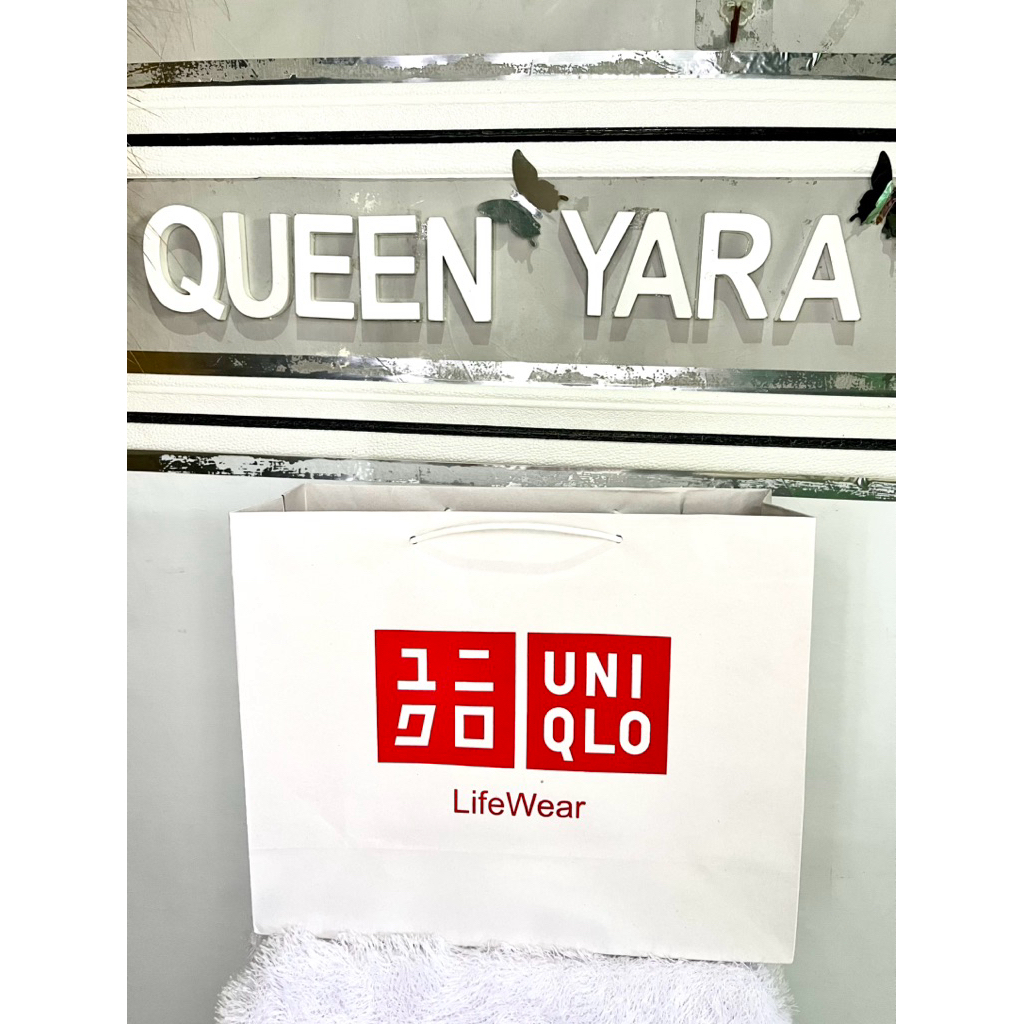 QUEEN YARA
ユニ
クロ
UNI
QLO
LifeWear